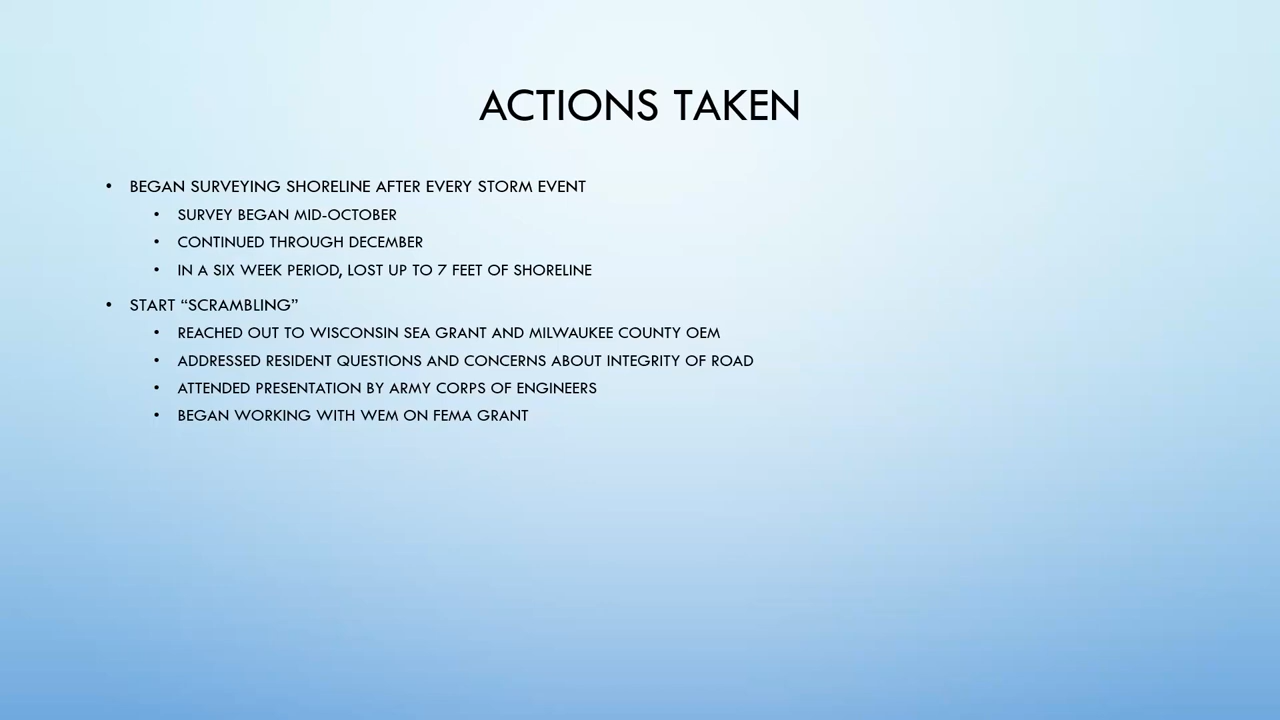 ACTIONS TAKEN
• BEGAN SURVEYING SHORELINE AFTER EVERY STORM EVENT
• SURVEY BEGAN MID-OCTOBER
• CONTINUED THROUGH DECEMBER
• IN A SIX WEEK PERIOD, LOST UP TO 7 FEET OF SHORELINE
• START “SCRAMBLING”
• REACHED OUT TO WISCONSIN SEA GRANT AND MILWAUKEE COUNTY OEM
• ADDRESSED RESIDENT QUESTIONS AND CONCERNS ABOUT INTEGRITY OF ROAD
• ATTENDED PRESENTATION BY ARMY CORPS OF ENGINEERS
• BEGAN WORKING WITH WEM ON FEMA GRANT